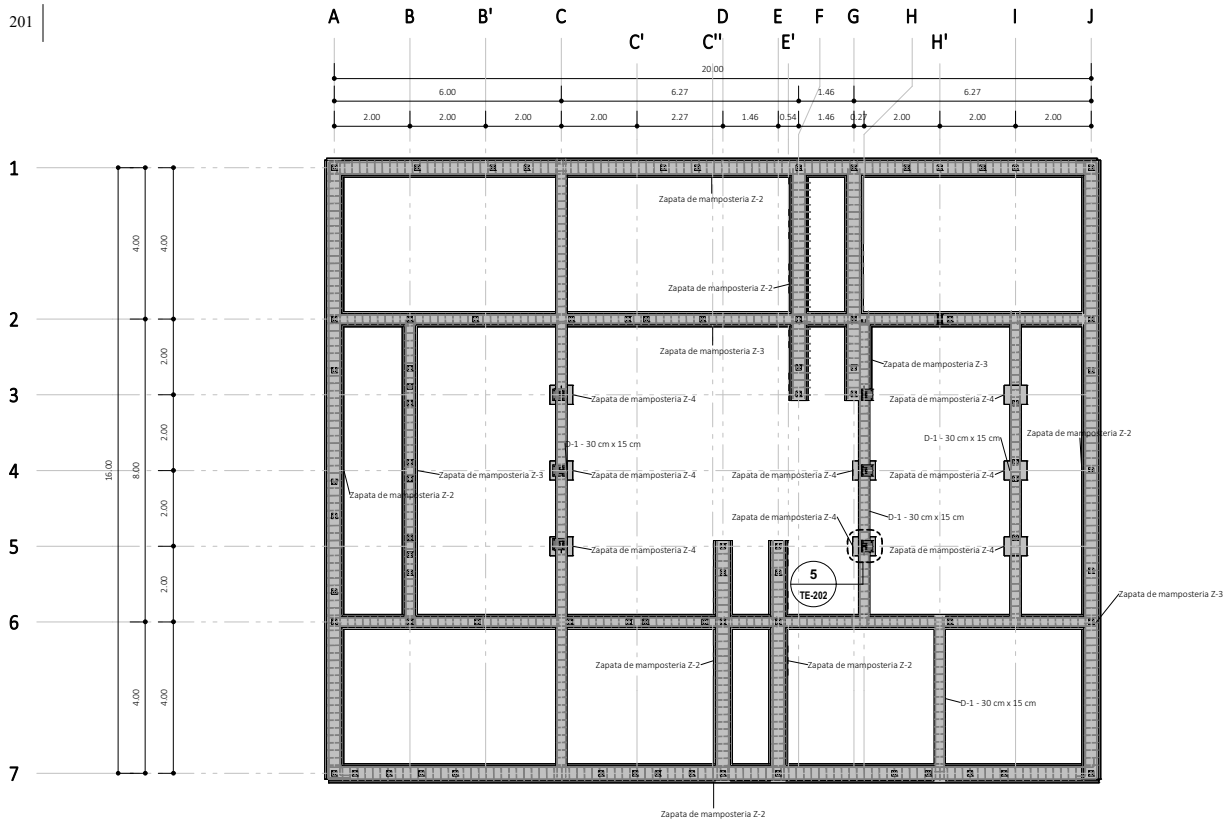 201
A B B' C D E F G H I J
C' C'' E' H'
20.00
6.00 6.27 1.46 6.27
2.00 2.00 2.00 2.00 2.27 1.46 0.54 1.46 0.27 2.00 2.00 2.00
1
Zapata de mamposteria Z-2
4.00 4.00
Zapata de mamposteria Z-2
2
2.00
Zapata de mamposteria Z-3
Zapata de mamposteria Z-3
3
Zapata de mamposteria Z-4
Zapata de mamposteria Z-4
2.00
D-1 - 30 cm x 15 cm
D-1 - 30 cm x 15 cm
Zapata de mamposteria Z-2
16.00 8.00
4
Zapata de mamposteria Z-3
Zapata de mamposteria Z-4
Zapata de mamposteria Z-4
Zapata de mamposteria Z-4
Zapata de mamposteria Z-2
2.00
Zapata de mamposteria Z-4
D-1 - 30 cm x 15 cm
5
Zapata de mamposteria Z-4
Zapata de mamposteria Z-4
5
TE-202
2.00
Zapata de mamposteria Z-3
6
Zapata de mamposteria Z-2
Zapata de mamposteria Z-2
4.00 4.00
D-1 - 30 cm x 15 cm
7
Zapata de mamposteria Z-2